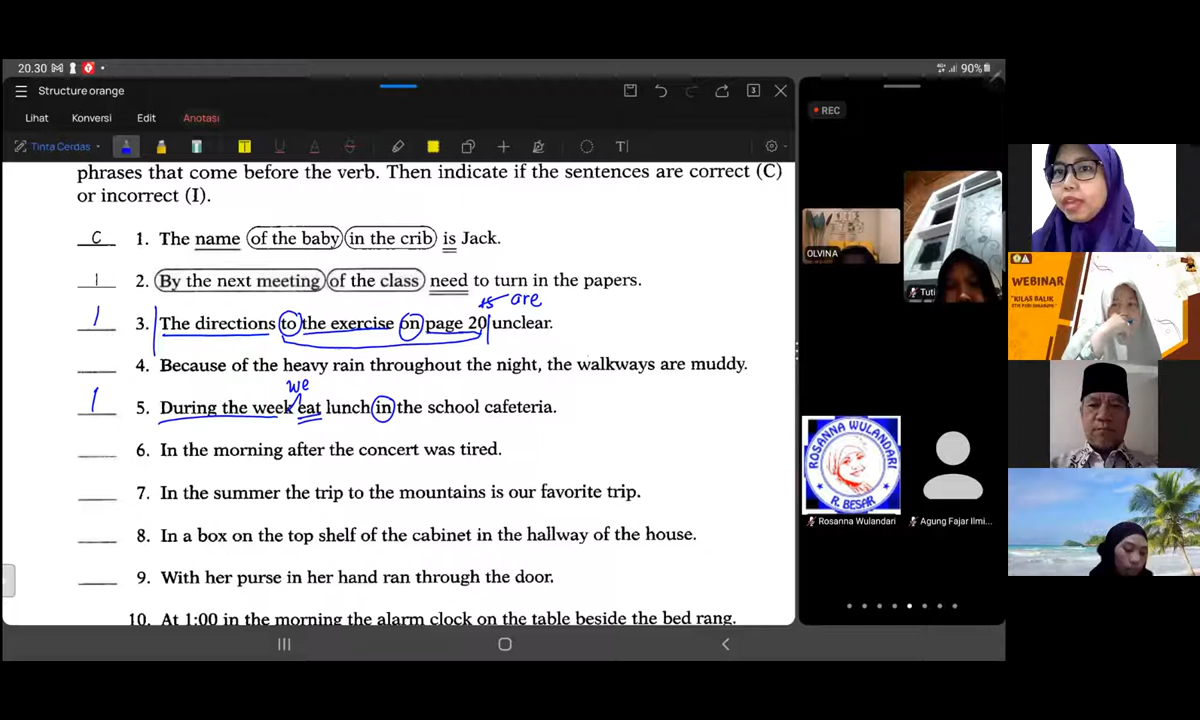 20.30
90%
Structure orange
3
Lihat Konversi Edit Anotasi
Tinta Cerdas
phrases that come before the verb. Then indicate if the sentences are correct (C)
or incorrect (I).
C 1. The name of the baby in the crib is Jack.
I 2. By the next meeting of the class need to turn in the papers.
are
I 3. The directions to the exercise on page 20 unclear.
4. Because of the heavy rain throughout the night, the walkways are muddy.
we
I 5. During the week eat lunch in the school cafeteria.
6. In the morning after the concert was tired.
7. In the summer the trip to the mountains is our favorite trip.
8. In a box on the top shelf of the cabinet in the hallway of the house.
9. With her purse in her hand ran through the door.
10. At 1:00 in the morning the alarm clock on the table beside the bed rang.
REC
OLVINA
Tuti
ROSANNA WULANDARI
R. BESAR
Rosanna Wulandari
Agung Fajar Ilmi...
WEBINAR
"KILAS BALIK